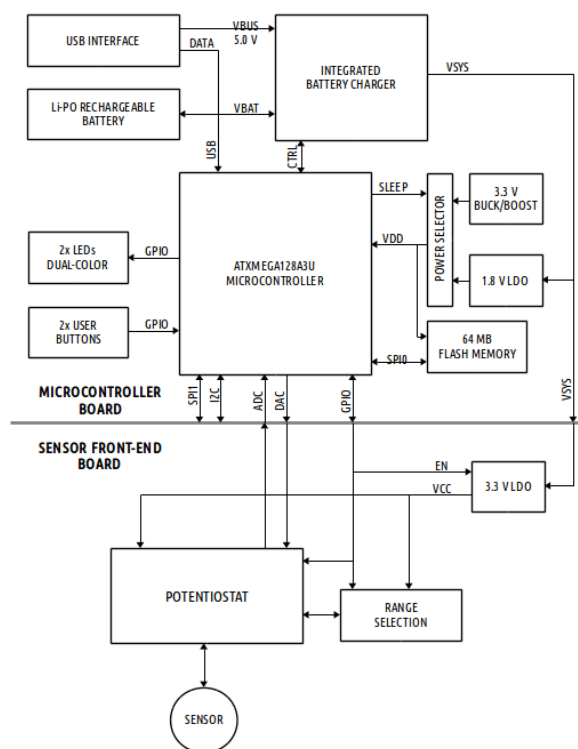 USB INTERFACE
VBUS
5.0 V
DATA
INTEGRATED
BATTERY CHARGER
VSYS
Li-PO RECHARGEABLE
BATTERY
VBAT
USB
CTRL
SLEEP
3.3 V
BUCK/BOOST
POWER SELECTOR
2x LEDs
DUAL-COLOR
GPIO
ATXMEGA128A3U
MICROCONTROLLER
VDD
1.8 V LDO
2x USER
BUTTONS
GPIO
64 MB
FLASH MEMORY
SPI0
MICROCONTROLLER
BOARD
SPI1
I2C
ADC
DAC
GPIO
VSYS
SENSOR FRONT-END
BOARD
EN
3.3 V LDO
VCC
POTENTIOSTAT
RANGE
SELECTION
SENSOR